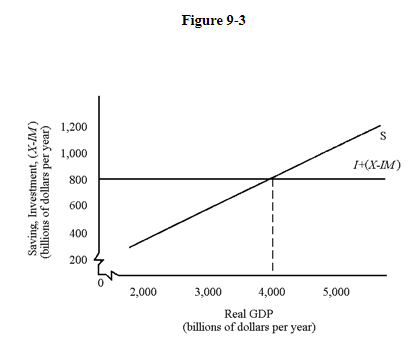 Figure 9-3
Saving, Investment, (X-IM)
(billions of dollars per year)
1,200
1,000
800
600
400
200
0
S
I+(X-IM)
2,000 3,000 4,000 5,000
Real GDP
(billions of dollars per year)